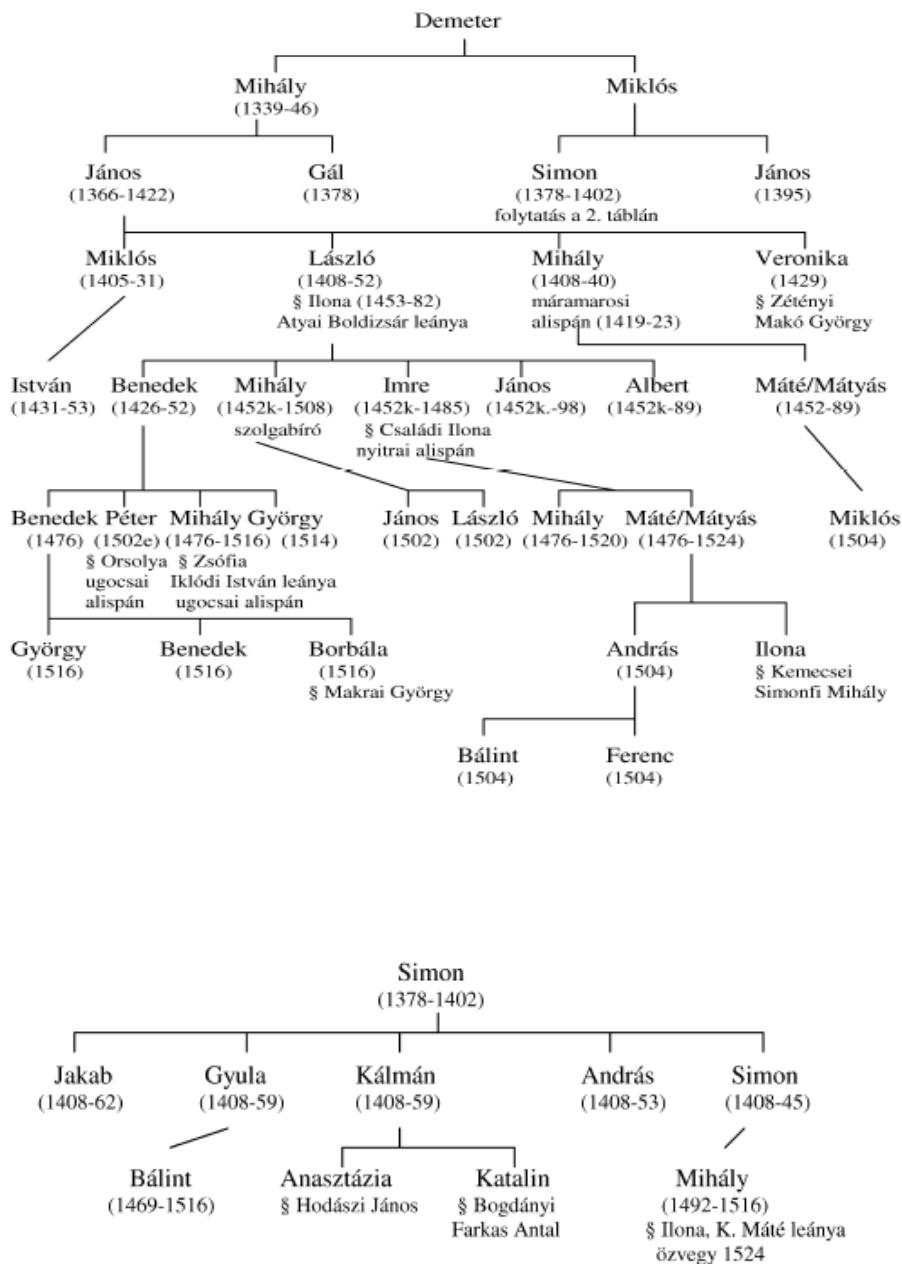 Demeter
Mihály Miklós
(1339-46)
János Gál Simon János
(1366-1422) (1378) (1378-1402) (1395)
folytatás a 2. táblán
Miklós László Mihály Veronika
(1405-31) (1408-52) (1408-40) (1429)
§ Ilona (1453-82) máramarosi § Zétényi
Atyai Boldizsár leánya alispán (1419-23) Makó György
István Benedek Mihály Imre János Albert Máté/Mátyás
(1431-53) (1426-52) (1452k-1508) (1452k-1485) (1452k.-98) (1452k-89) (1452-89)
szolgabíró § Családi Ilona
nyitrai alispán
Benedek Péter Mihály György János László Mihály Máté/Mátyás Miklós
(1476) (1502e) (1476-1516) (1514) (1502) (1502) (1476-1520) (1476-1524) (1504)
§ Orsolya § Zsófia
ugocsai Iklódi István leánya
alispán ugocsai alispán
György Benedek Borbála András Ilona
(1516) (1516) (1516) (1504) § Kemecsei
§ Makrai György Simonfi Mihály
Bálint Ferenc
(1504) (1504)
Simon
(1378-1402)
Jakab Gyula Kálmán András Simon
(1408-62) (1408-59) (1408-59) (1408-53) (1408-45)
Bálint Anasztázia Katalin Mihály
(1469-1516) § Hodászi János § Bogdányi (1492-1516)
Farkas Antal § Ilona, K. Máté leánya
özvegy 1524